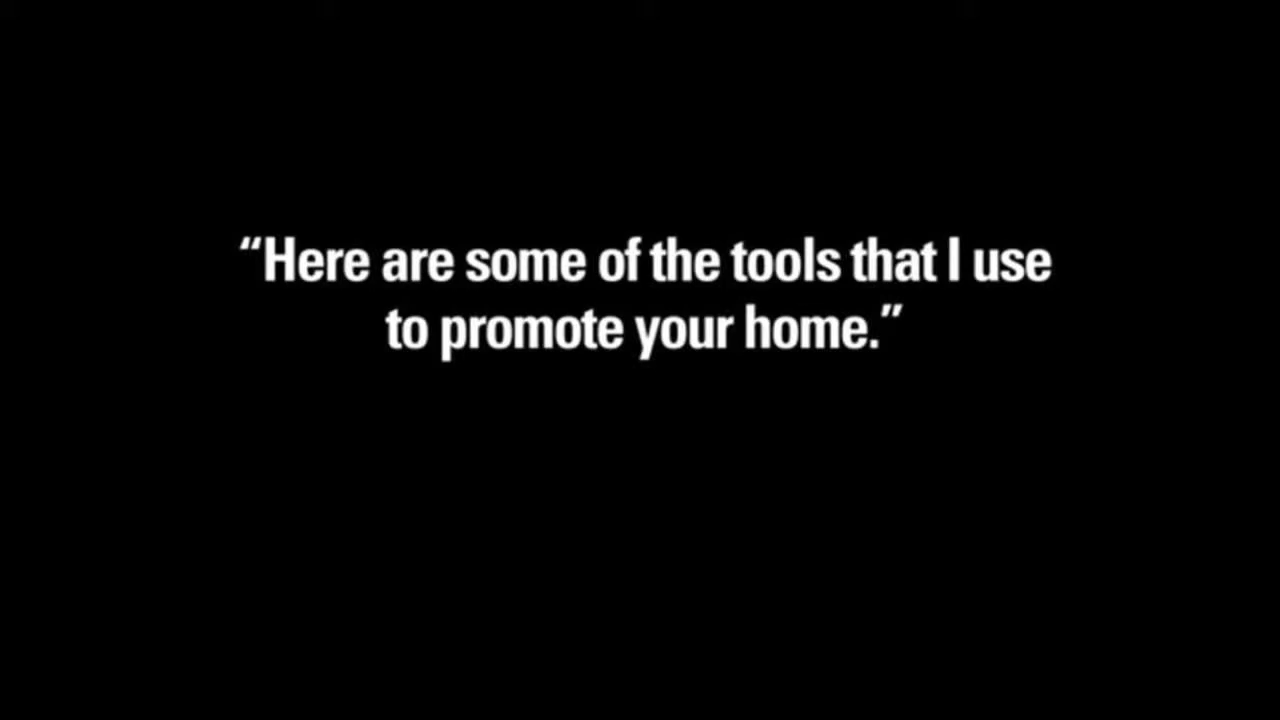 “Here are some of the tools that I use
to promote your home.”